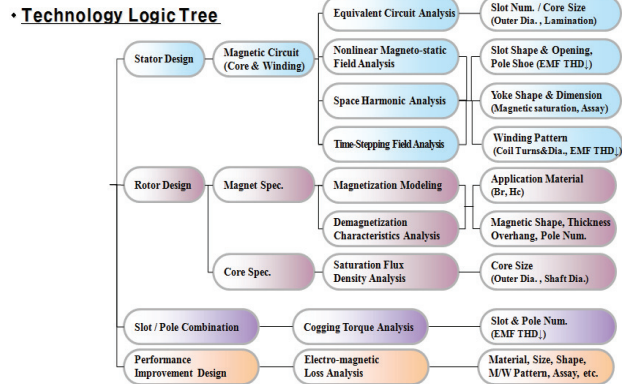 • Technology Logic Tree
Equivalent Circuit Analysis
Slot Num. / Core Size
(Outer Dia. , Lamination)
Stator Design
Magnetic Circuit
(Core & Winding)
Nonlinear Magneto-static
Field Analysis
Slot Shape & Opening,
Pole Shoe (EMF THD↓)
Space Harmonic Analysis
Yoke Shape & Dimension
(Magnetic saturation, Assay)
Time-Stepping Field Analysis
Winding Pattern
(Coil Turns&Dia., EMF THD↓)
Rotor Design
Magnet Spec.
Magnetization Modeling
Application Material
(Br, Hc)
Demagnetization
Characteristics Analysis
Magnetic Shape, Thickness
Overhang, Pole Num.
Core Spec.
Saturation Flux
Density Analysis
Core Size
(Outer Dia. , Shaft Dia.)
Slot / Pole Combination
Cogging Torque Analysis
Slot & Pole Num.
(EMF THD↓)
Performance
Improvement Design
Electro-magnetic
Loss Analysis
Material, Size, Shape,
M/W Pattern, Assay, etc.